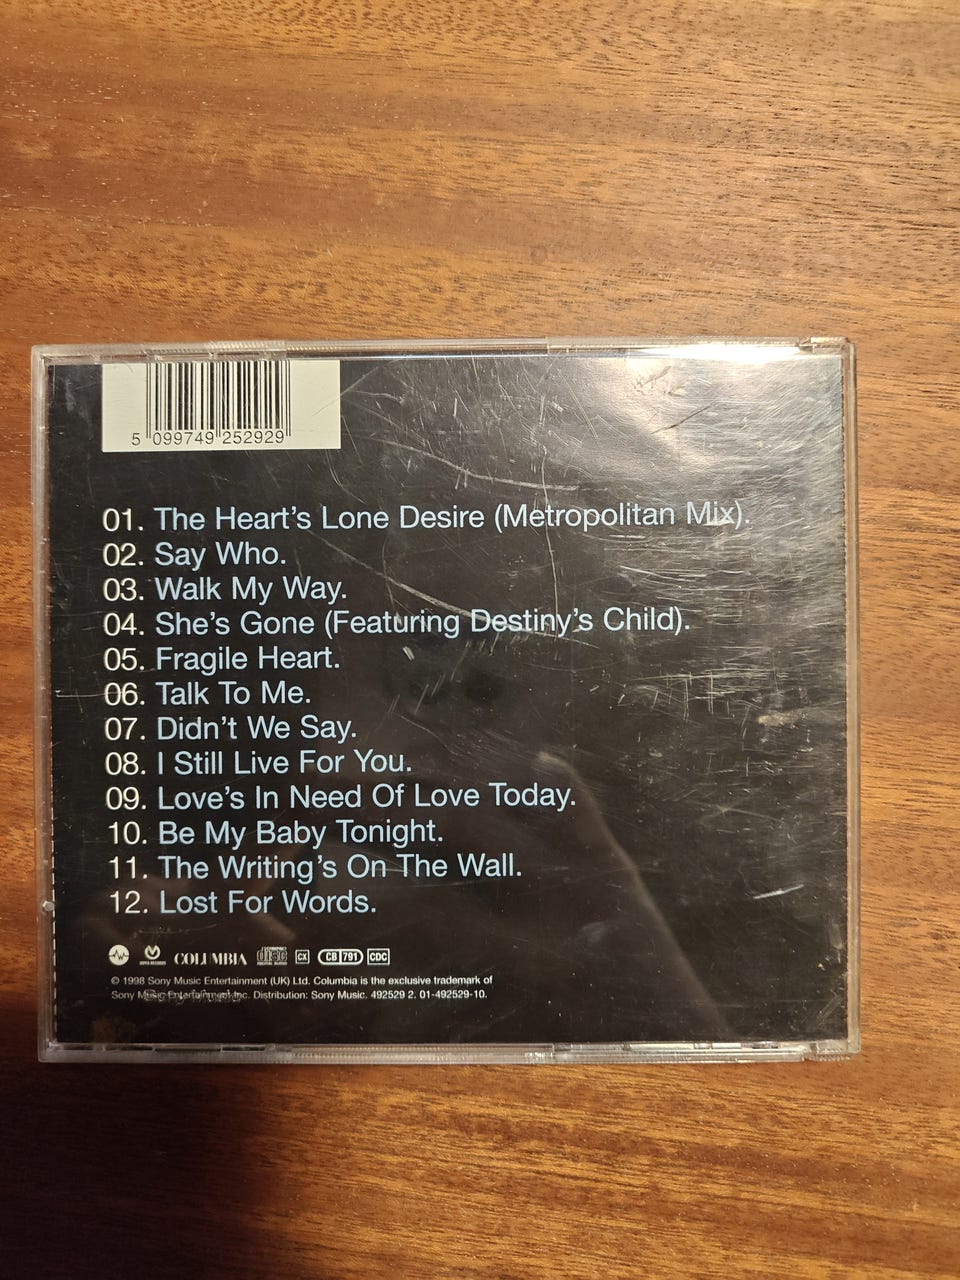 5 099749 252929
01. The Heart's Lone Desire (Metropolitan Mix).
02. Say Who.
03. Walk My Way.
04. She's Gone (Featuring Destiny's Child).
05. Fragile Heart.
06. Talk To Me.
07. Didn't We Say.
08. I Still Live For You.
09. Love's In Need Of Love Today.
10. Be My Baby Tonight.
11. The Writing's On The Wall.
12. Lost For Words.
COLUMBIA COMPACT disc CX CB 791 CDC
© 1998 Sony Music Entertainment (UK) Ltd. Columbia is the exclusive trademark of
Sony Music Entertainment Inc. Distribution: Sony Music. 492529 2. 01-492529-10.